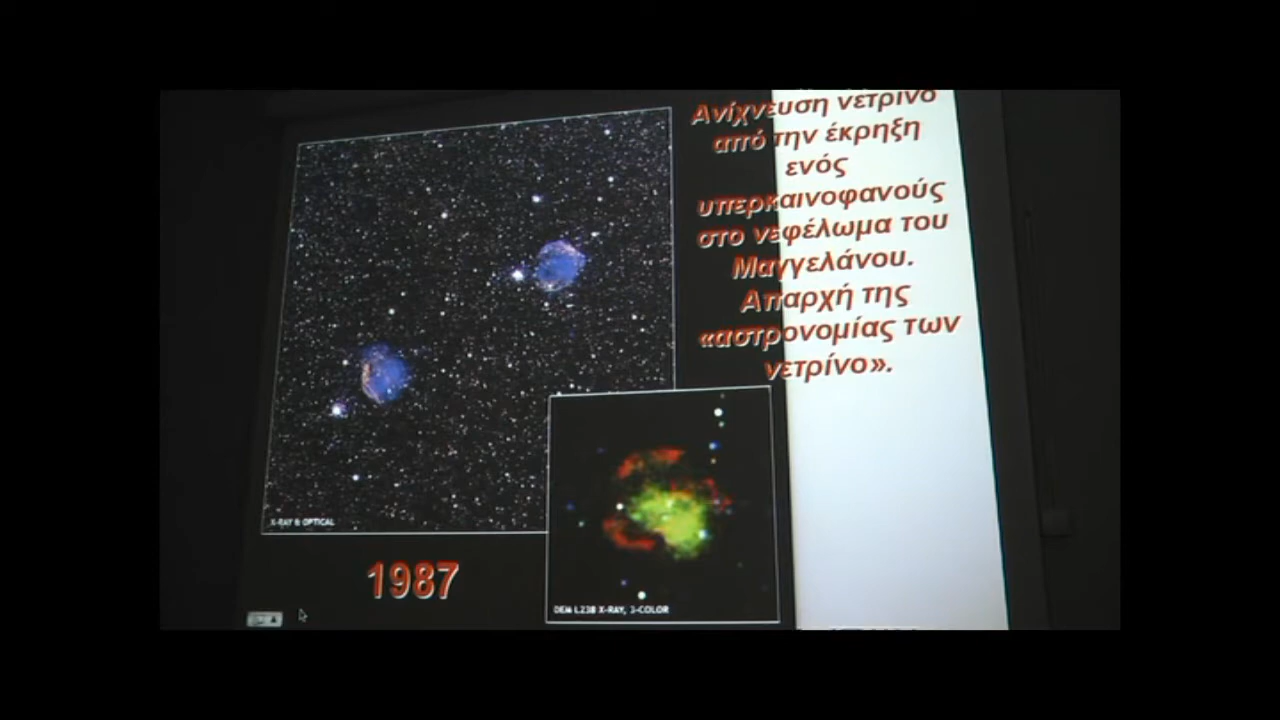 Ανίχνευση νετρίνο
από την έκρηξη
ενός
υπερκαινοφανούς
στο νεφέλωμα του
Μαγγελάνου.
Απαρχή της
«αστρονομίας των
νετρίνο».
X-RAY & OPTICAL
1987
DEM L238 X-RAY, 3-COLOR